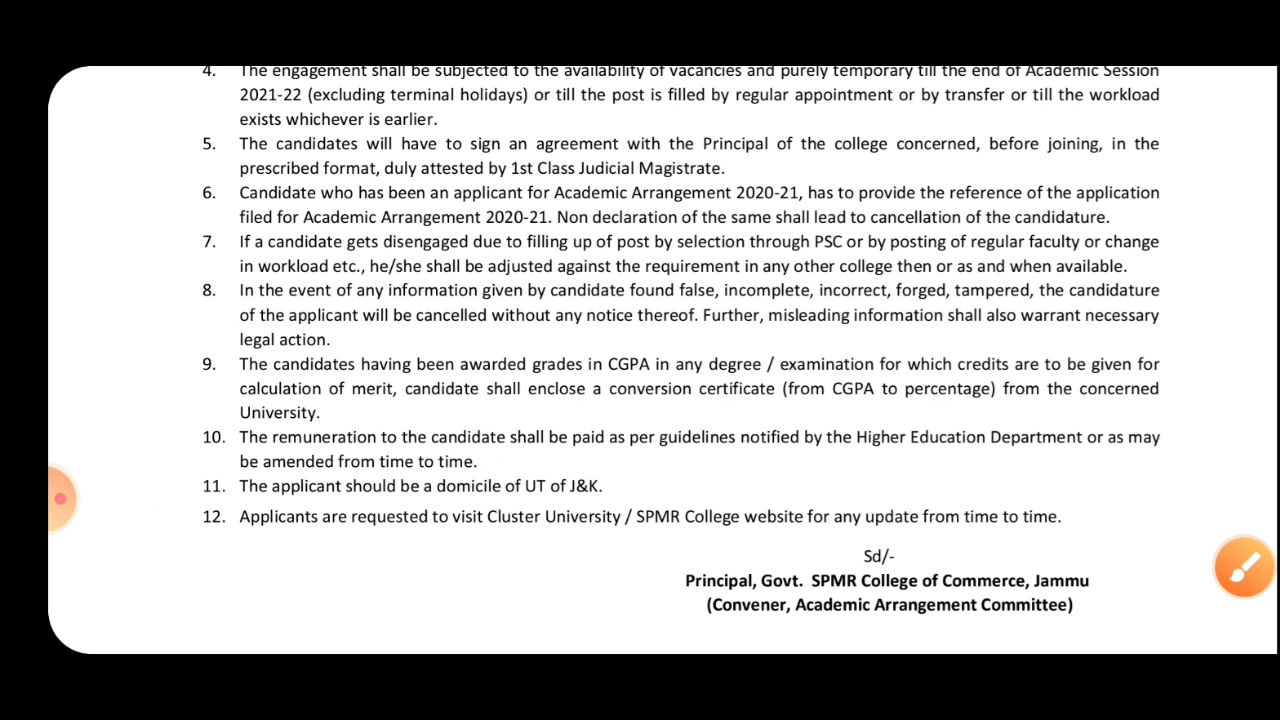 4. The engagement shall be subjected to the availability of vacancies and purely temporary till the end of Academic Session
2021-22 (excluding terminal holidays) or till the post is filled by regular appointment or by transfer or till the workload
exists whichever is earlier.
5. The candidates will have to sign an agreement with the Principal of the college concerned, before joining, in the
prescribed format, duly attested by 1st Class Judicial Magistrate.
6. Candidate who has been an applicant for Academic Arrangement 2020-21, has to provide the reference of the application
filed for Academic Arrangement 2020-21. Non declaration of the same shall lead to cancellation of the candidature.
7. If a candidate gets disengaged due to filling up of post by selection through PSC or by posting of regular faculty or change
in workload etc., he/she shall be adjusted against the requirement in any other college then or as and when available.
8. In the event of any information given by candidate found false, incomplete, incorrect, forged, tampered, the candidature
of the applicant will be cancelled without any notice thereof. Further, misleading information shall also warrant necessary
legal action.
9. The candidates having been awarded grades in CGPA in any degree / examination for which credits are to be given for
calculation of merit, candidate shall enclose a conversion certificate (from CGPA to percentage) from the concerned
University.
10. The remuneration to the candidate shall be paid as per guidelines notified by the Higher Education Department or as may
be amended from time to time.
11. The applicant should be a domicile of UT of J&K.
12. Applicants are requested to visit Cluster University / SPMR College website for any update from time to time.
Sd/-
Principal, Govt. SPMR College of Commerce, Jammu
(Convener, Academic Arrangement Committee)